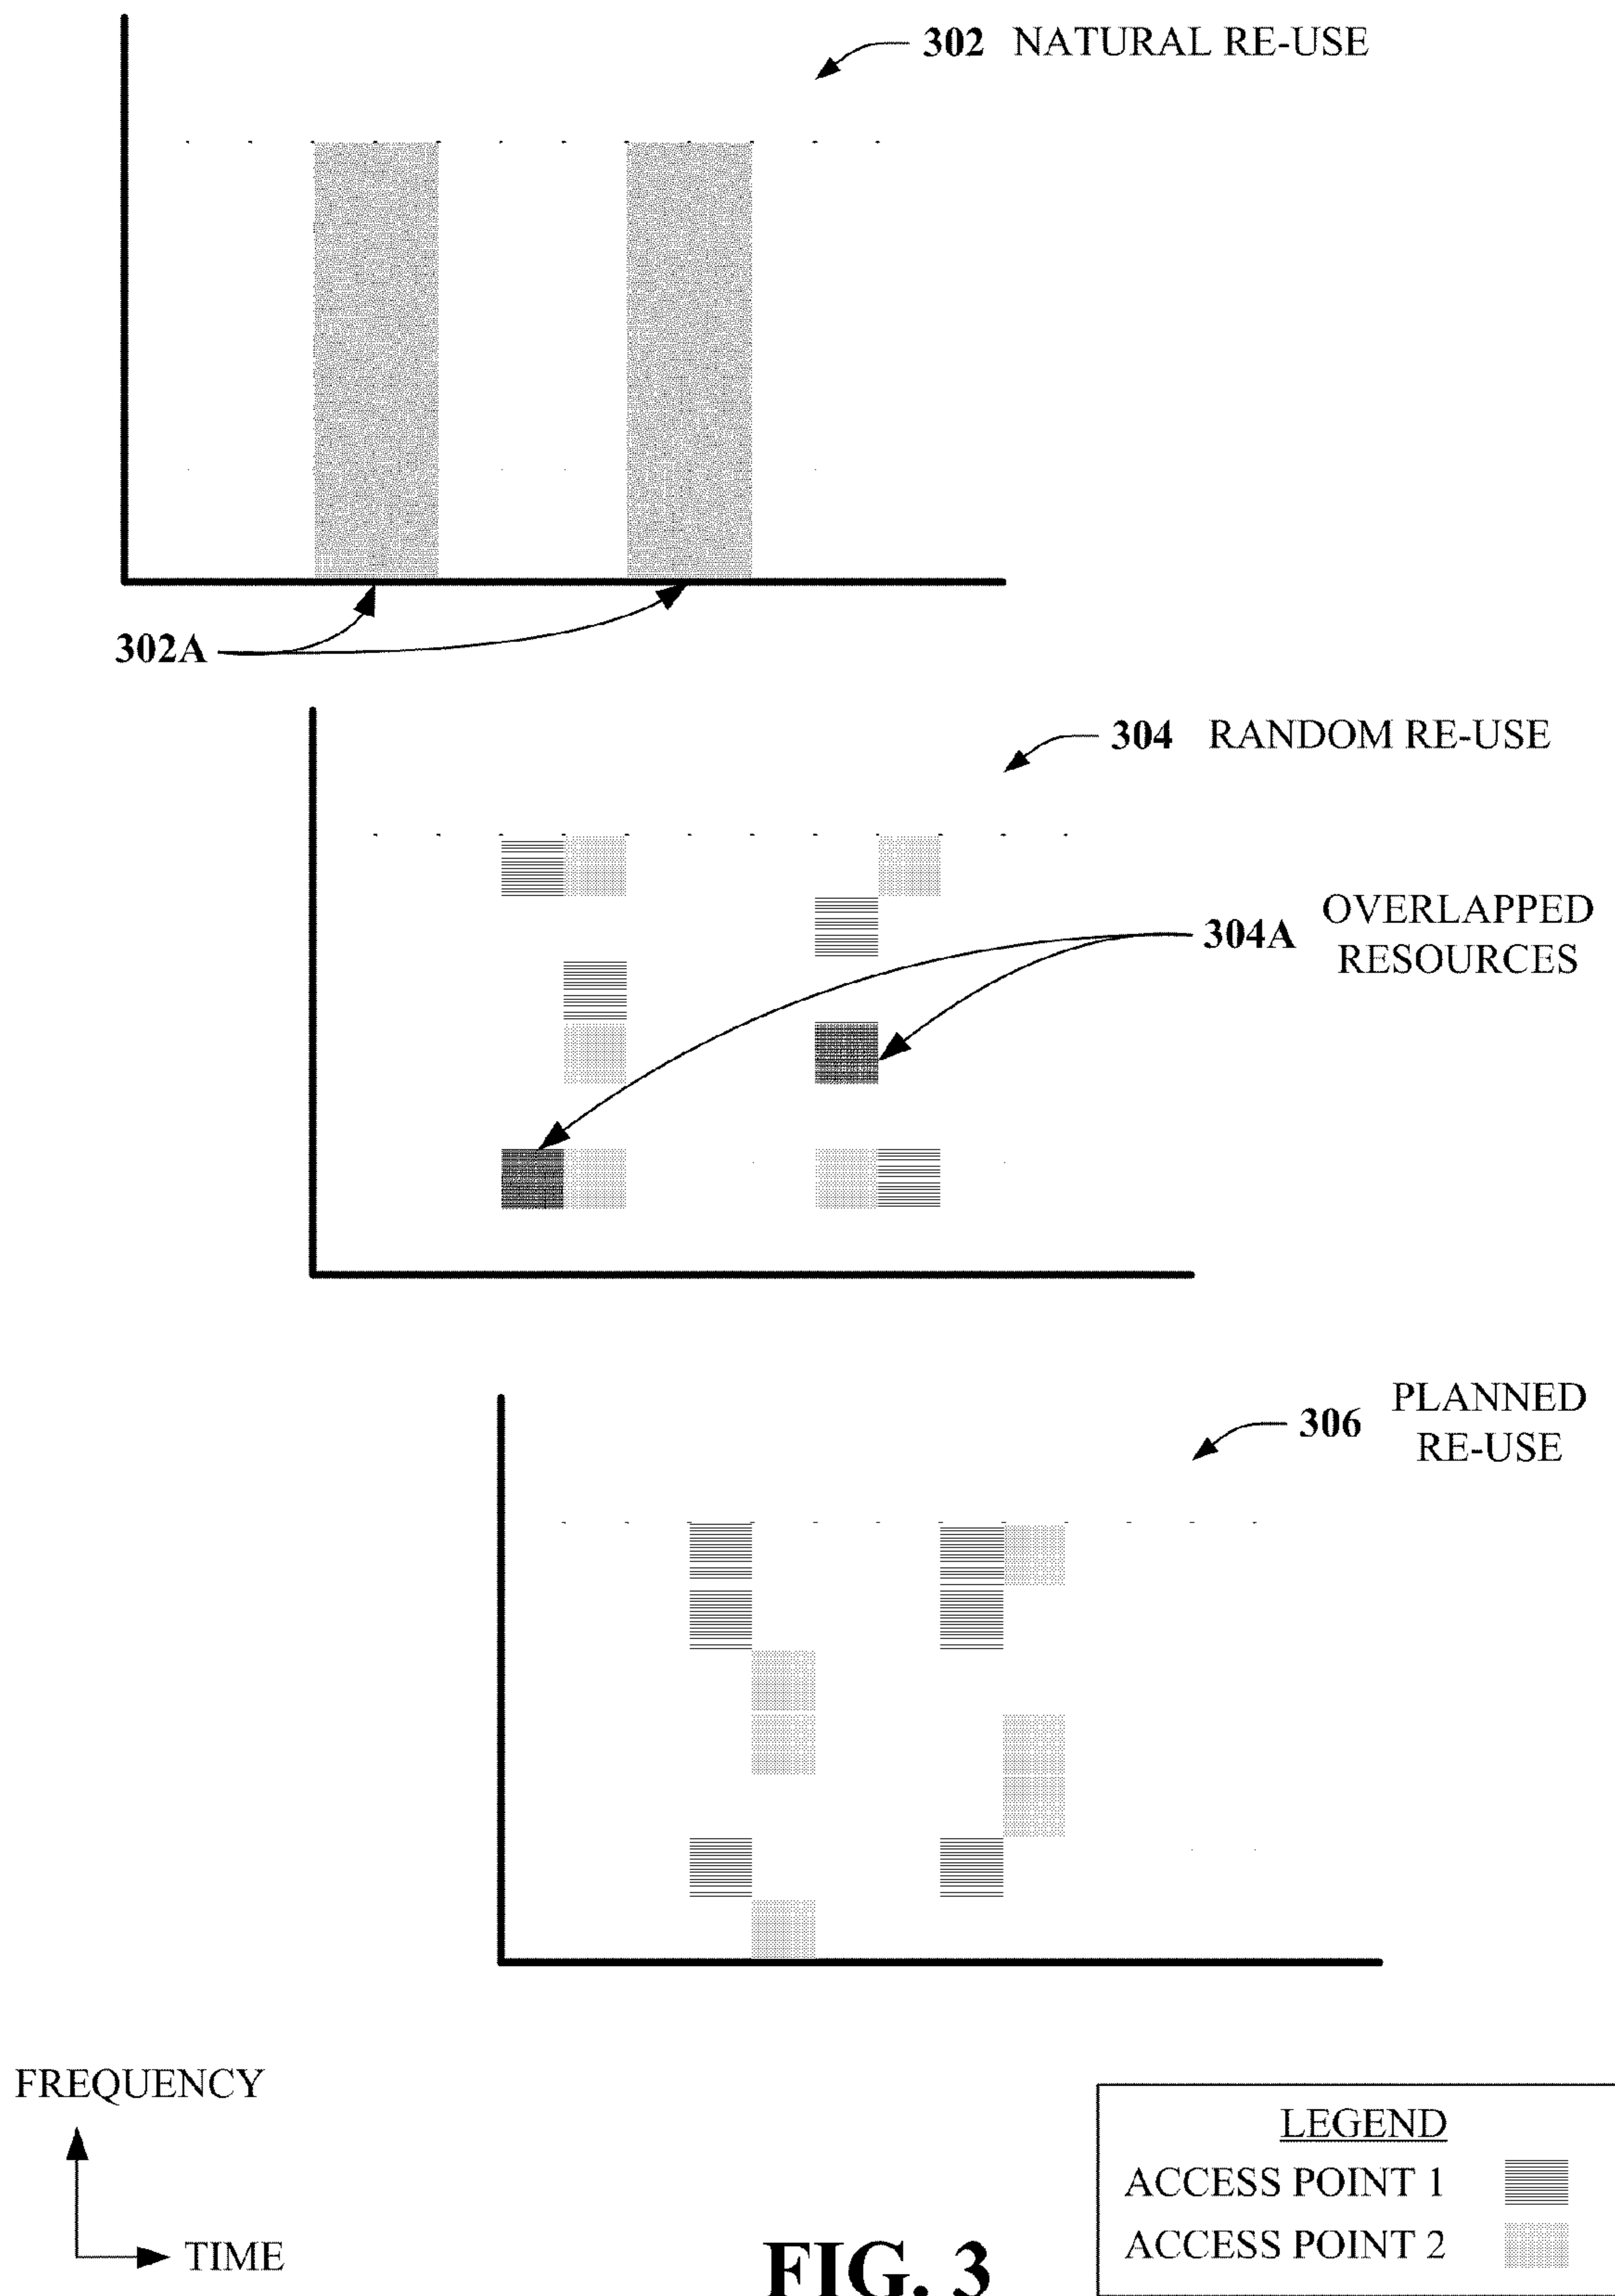 302 NATURAL RE-USE
302A
304 RANDOM RE-USE
304A OVERLAPPED
RESOURCES
306 PLANNED
RE-USE
FREQUENCY
TIME
LEGEND
ACCESS POINT 1
ACCESS POINT 2
FIG. 3